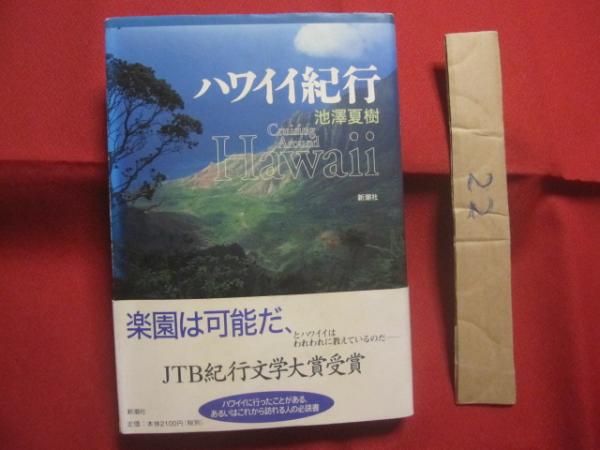 ハワイイ紀行
池澤夏樹
Cruising
Around
Hawaii
新潮社
楽園は可能だ、
とハワイイは
われわれに教えているのだ――
JTB紀行文学大賞受賞
ハワイイに行ったことがある、
あるいはこれから訪れる人の必読書
新潮社
定価:本体2100円(税別)
22